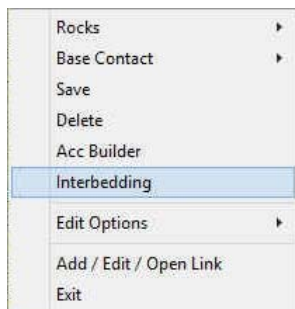 Rocks
Base Contact
Save
Delete
Acc Builder
Interbedding
Edit Options
Add / Edit / Open Link
Exit